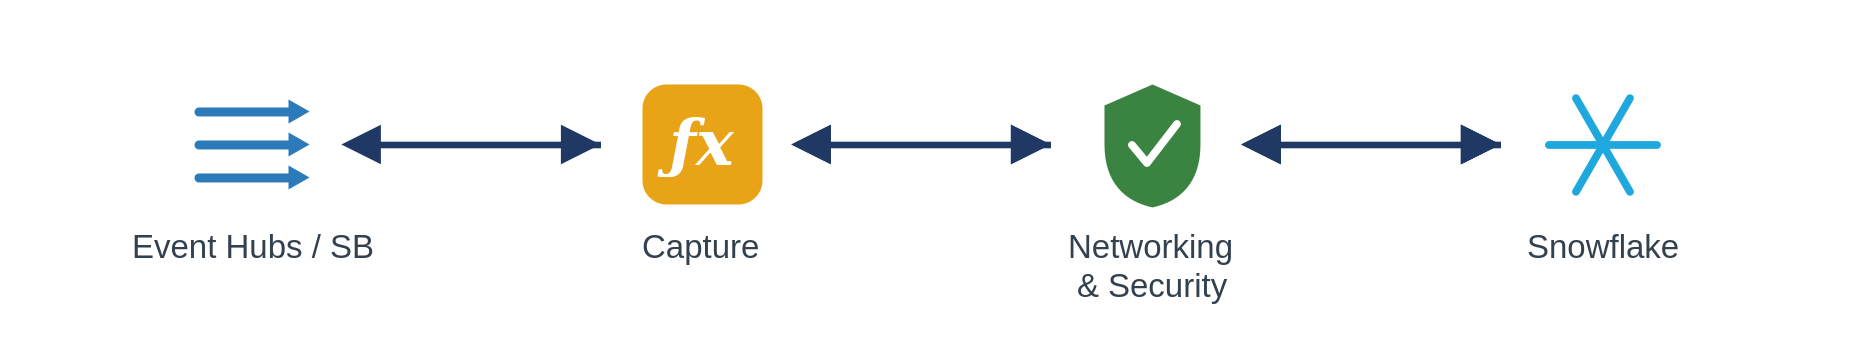 fx
Event Hubs / SB
Capture
Networking
& Security
Snowflake